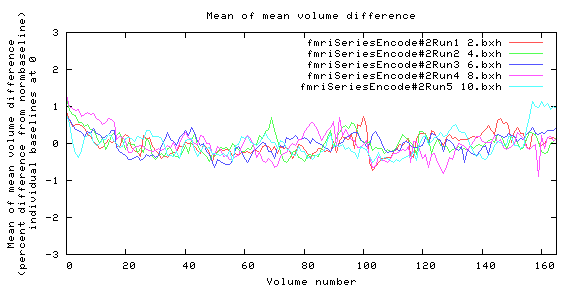 Mean of mean volume difference
fmriSeriesEncode#2Run1 2.bxh
fmriSeriesEncode#2Run2 4.bxh
fmriSeriesEncode#2Run3 6.bxh
fmriSeriesEncode#2Run4 8.bxh
fmriSeriesEncode#2Run5 10.bxh
Mean of mean volume difference
(percent difference from normbaseline)
individual baselines at 0
3
2
1
0
-1
-2
-3
0 20 40 60 80 100 120 140 160
Volume number